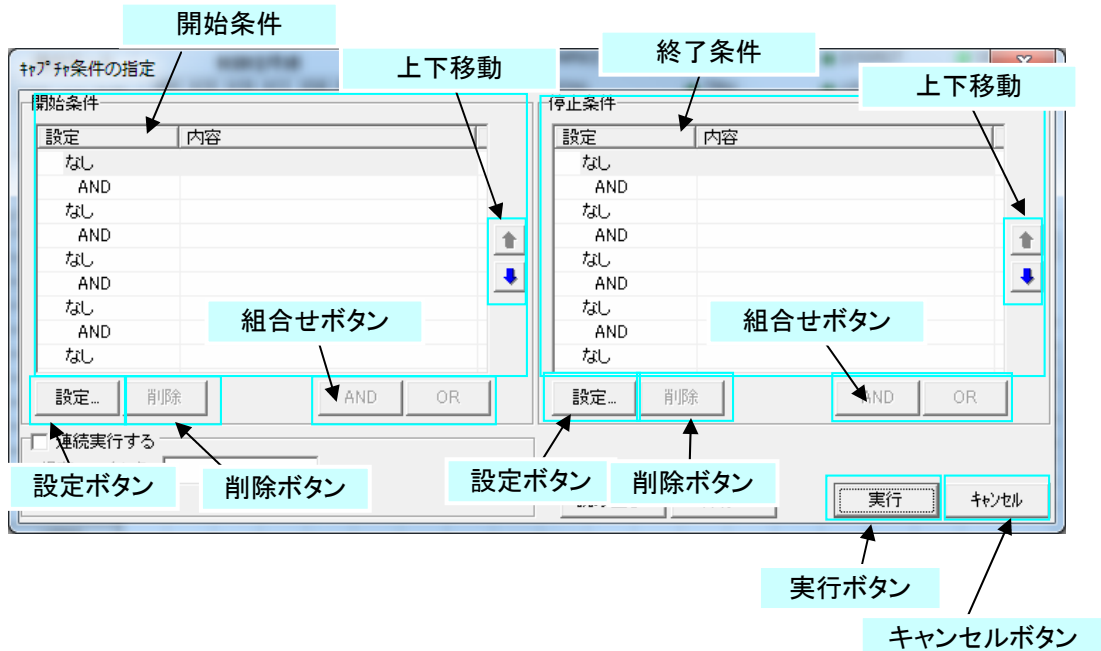 開始条件
終了条件
上下移動
上下移動
ｷｬﾌﾟﾁｬ条件の指定
開始条件
設定 内容
なし
AND
なし
AND
なし
AND
なし
AND
なし
組合せボタン
設定... 削除 AND OR
停止条件
設定 内容
なし
AND
なし
AND
なし
AND
なし
AND
なし
組合せボタン
設定... 削除 AND OR
連続実行する
設定ボタン
削除ボタン
設定ボタン
削除ボタン
実行 ｷｬﾝｾﾙ
実行ボタン
キャンセルボタン